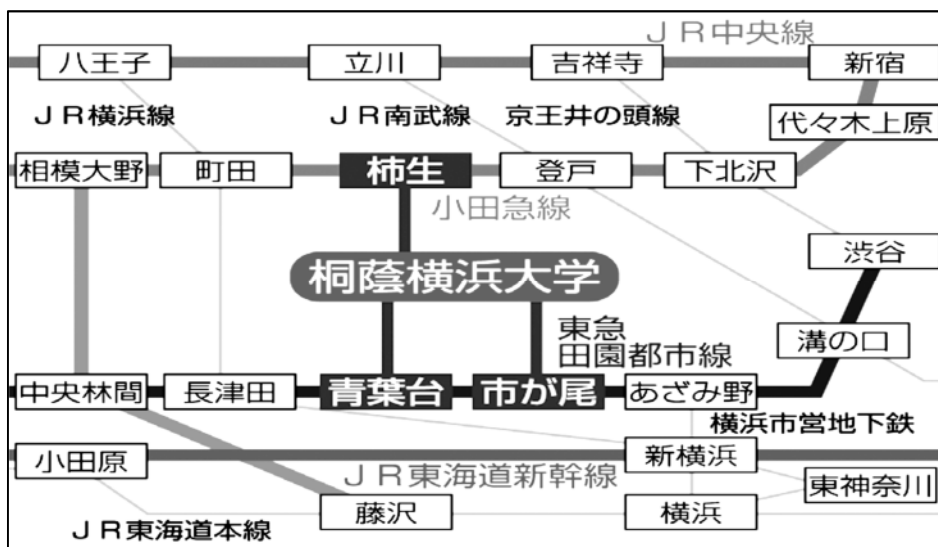 JR中央線
八王子
立川
吉祥寺
新宿
JR横浜線
JR南武線
京王井の頭線
代々木上原
相模大野
町田
柿生
登戸
下北沢
小田急線
渋谷
桐蔭横浜大学
東急
田園都市線
溝の口
中央林間
長津田
青葉台
市が尾
あざみ野
横浜市営地下鉄
小田原
JR東海道新幹線
新横浜
東神奈川
JR東海道本線
藤沢
横浜